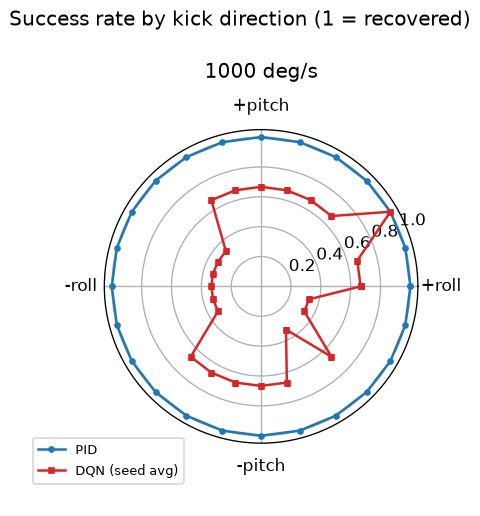 Success rate by kick direction (1 = recovered)
1000 deg/s
+pitch
1.0
0.8
0.6
0.4
0.2
-roll
+roll
-pitch
PID
DQN (seed avg)